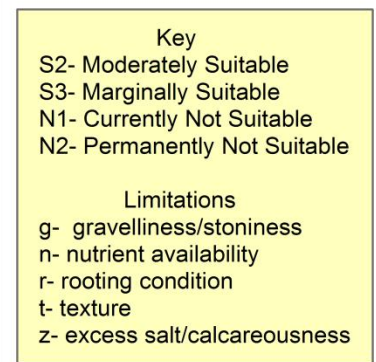 Key
S2- Moderately Suitable
S3- Marginally Suitable
N1- Currently Not Suitable
N2- Permanently Not Suitable
Limitations
g- gravelliness/stoniness
n- nutrient availability
r- rooting condition
t- texture
z- excess salt/calcareousness